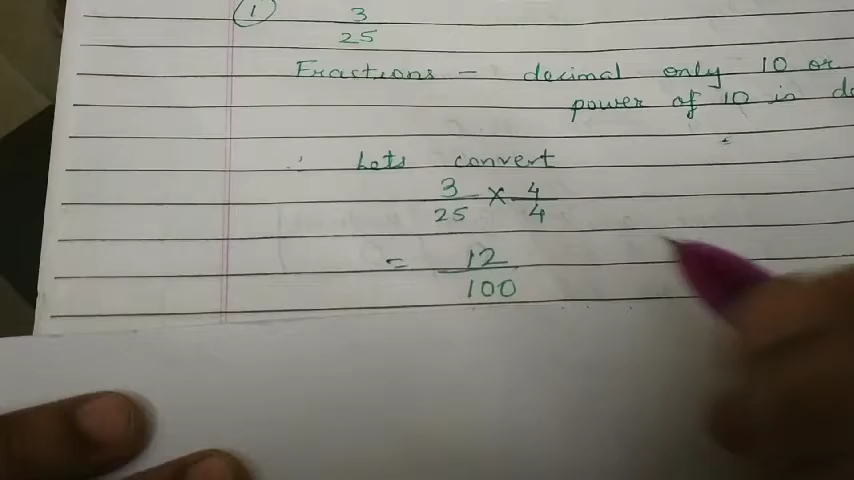 1 3
25
Fractions - decimal only 10 or
power of 10 in
Lets convert
3/25 × 4/4
= 12/100